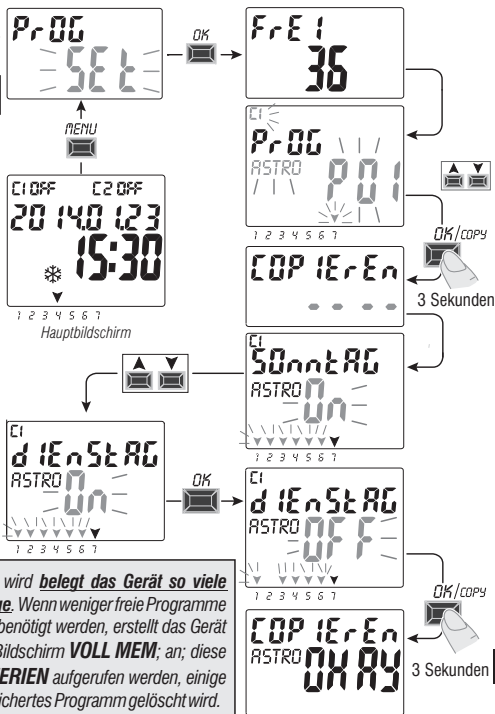 PrOG
SEt
OK
FrEI
36
MENU
C1
PrOG
ASTRO
P01
1 2 3 4 5 6 7
C1 OFF C2 OFF
2014.01.23
15:30
1 2 3 4 5 6 7
Hauptbildschirm
OK/COPY
3 Sekunden
COPIErEn
- - - -
C1
SOnntAG
ASTRO
On
1 2 3 4 5 6 7
C1
dIEnStAG
ASTRO
On
1 2 3 4 5 6 7
OK
C1
dIEnStAG
ASTRO
OFF
1 2 3 4 5 6 7
OK/COPY
3 Sekunden
COPIErEn
ASTRO
OKAY
wird belegt das Gerät so viele
ge. Wenn weniger freie Programme
benötigt werden, erstellt das Gerät
Bildschirm VOLL MEM; an; diese
ERIEN aufgerufen werden, einige
ichertes Programm gelöscht wird.